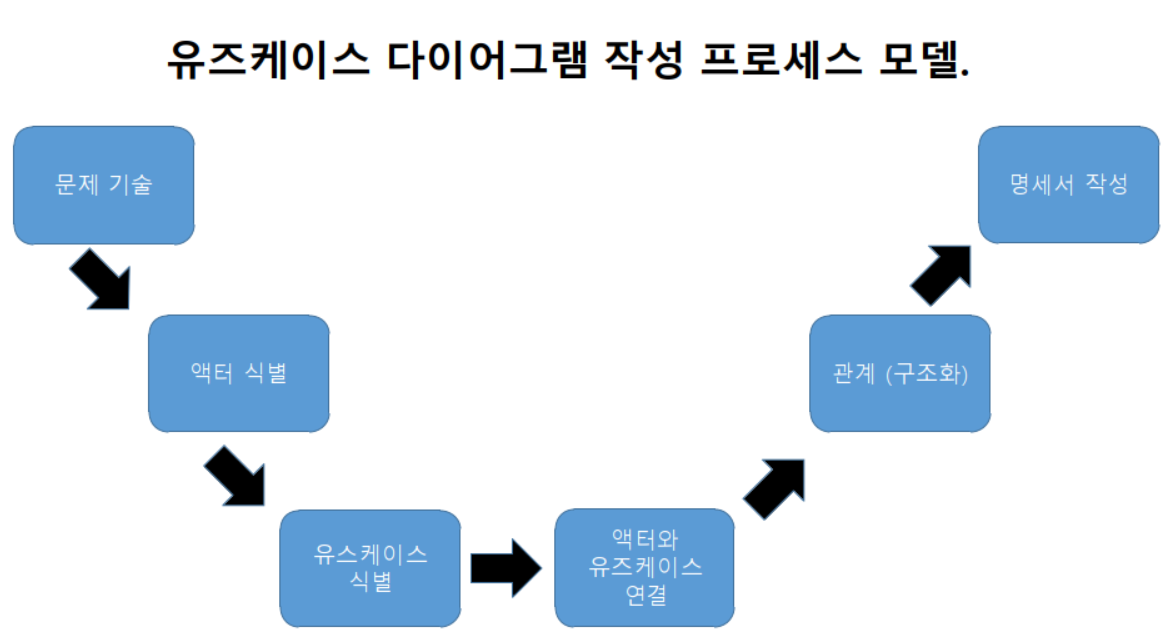 유즈케이스 다이어그램 작성 프로세스 모델.
문제 기술
액터 식별
유스케이스
식별
액터와
유즈케이스
연결
관계 (구조화)
명세서 작성